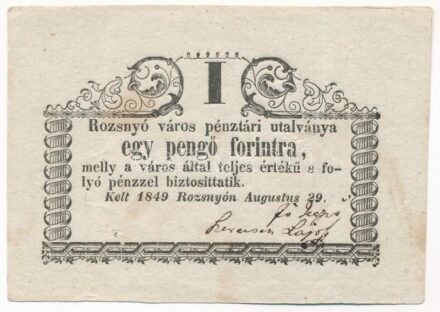 I
Rozsnyó város pénztári utalványa
egy pengő forintra,
melly a város által teljes értékű s fo-
lyó pénzzel biztosittatik.
Kelt 1849 Rozsnyón Augustus 29.